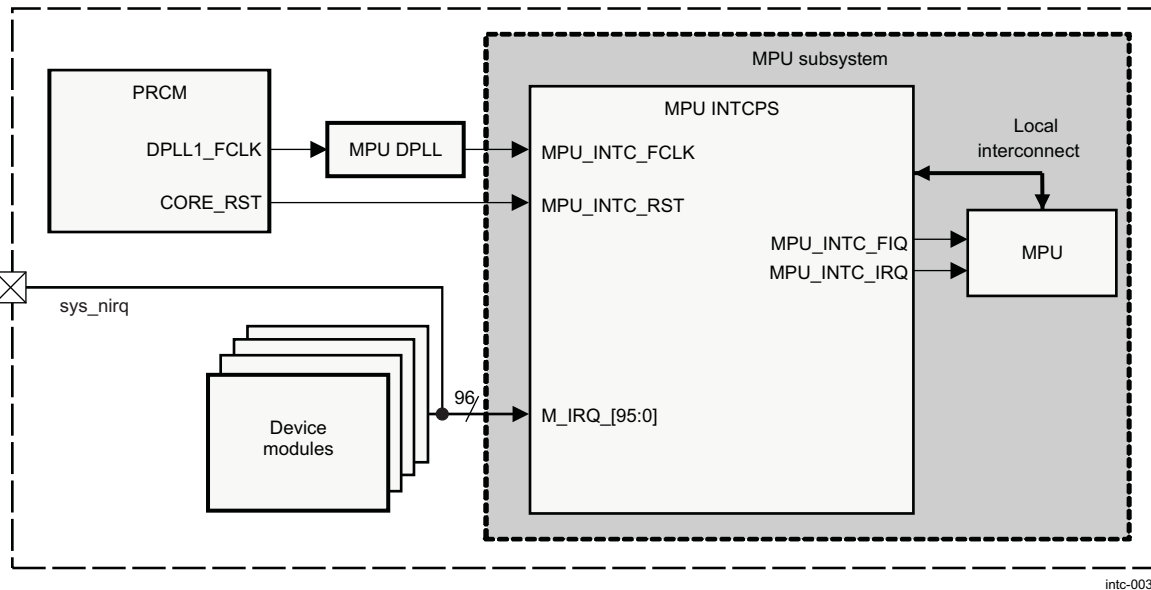 MPU subsystem
PRCM
MPU INTCPS
Local
interconnect
DPLL1_FCLK
MPU DPLL
MPU_INTC_FCLK
CORE_RST
MPU_INTC_RST
MPU_INTC_FIQ
MPU_INTC_IRQ
MPU
sys_nirq
96
M_IRQ_[95:0]
Device
modules
intc-003